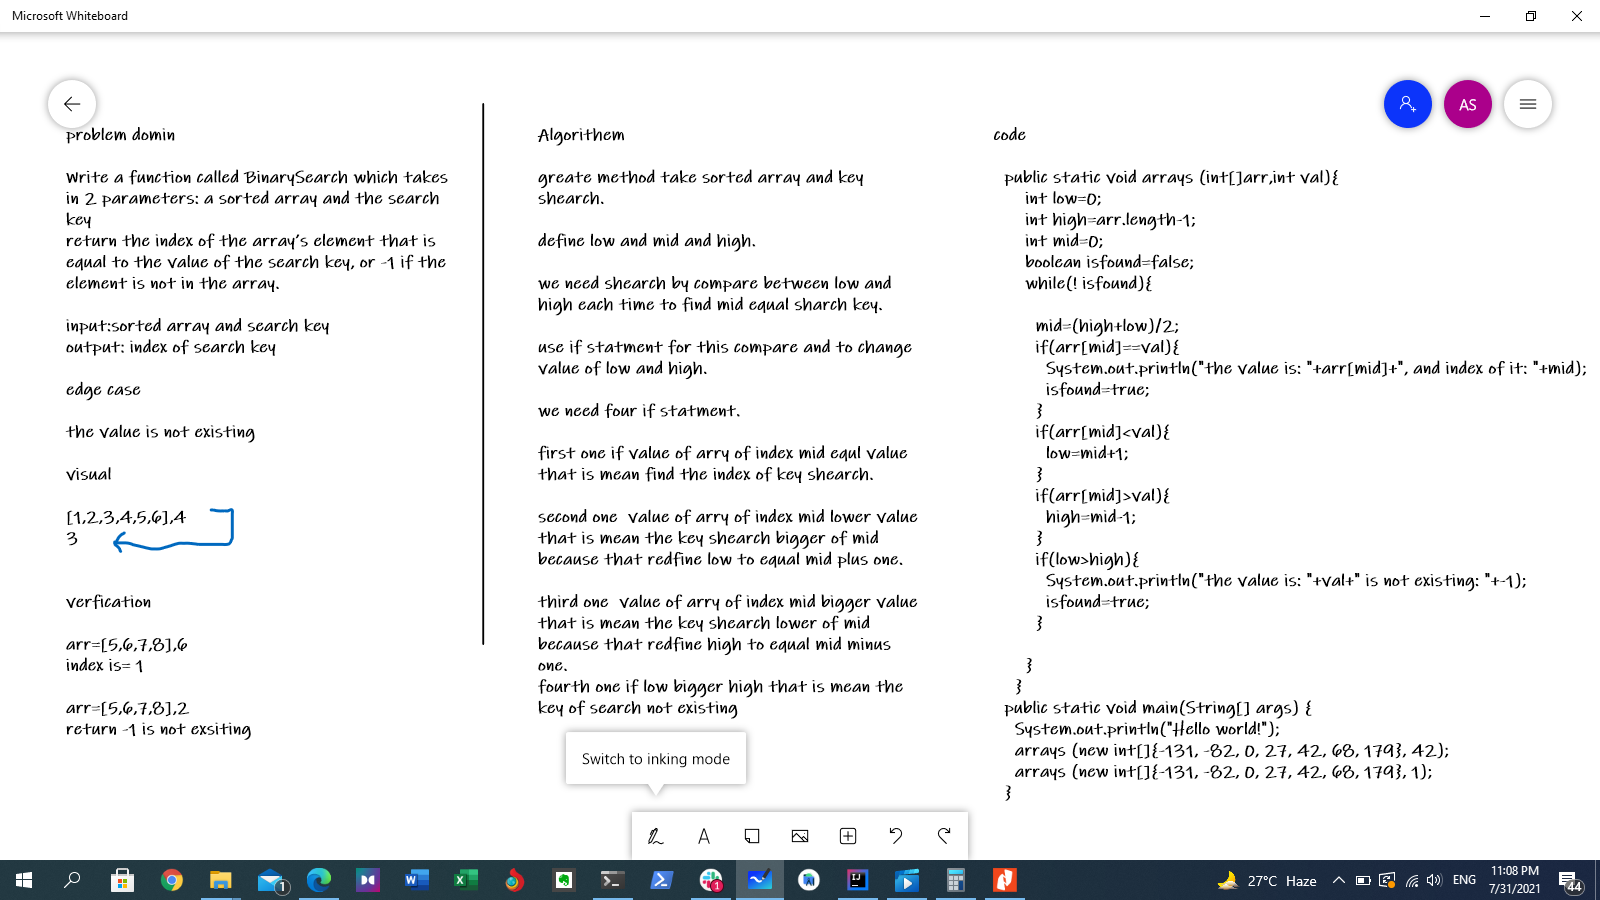 Microsoft Whiteboard
AS
problem domin
Write a function called BinarySearch which takes
in 2 parameters: a sorted array and the search
key
return the index of the array's element that is
equal to the value of the search key, or -1 if the
element is not in the array.
input:sorted array and search key
output: index of search key
edge case
the value is not existing
visual
[1,2,3,4,5,6],4
3
verfication
arr=[5,6,7,8],6
index is= 1
arr=[5,6,7,8],2
return -1 is not exsiting
Algorithem
greate method take sorted array and key
shearch.
define low and mid and high.
we need shearch by compare between low and
high each time to find mid equal sharch key.
use if statment for this compare and to change
value of low and high.
we need four if statment.
first one if value of arry of index mid equl value
that is mean find the index of key shearch.
second one  value of arry of index mid lower value
that is mean the key shearch bigger of mid
because that redfine low to equal mid plus one.
third one  value of arry of index mid bigger value
that is mean the key shearch lower of mid
because that redfine high to equal mid minus
one.
fourth one if low bigger high that is mean the
key of search not existing
code
public static void arrays (int[]arr,int val){
int low=0;
int high=arr.length-1;
int mid=0;
boolean isfound=false;
while(! isfound){
mid=(high+low)/2;
if(arr[mid]==val){
System.out.println("the value is: "+arr[mid]+", and index of it: "+mid);
isfound=true;
}
if(arr[mid]<val){
low=mid+1;
}
if(arr[mid]>val){
high=mid-1;
}
if(low>high){
System.out.println("the value is: "+val+" is not existing: "+-1);
isfound=true;
}
}
}
public static void main(String[] args) {
System.out.println("Hello world!");
arrays (new int[]{-131, -82, 0, 27, 42, 68, 179}, 42);
arrays (new int[]{-131, -82, 0, 27, 42, 68, 179}, 1);
}
Switch to inking mode
27°C Haze
ENG
11:08 PM
7/31/2021
44